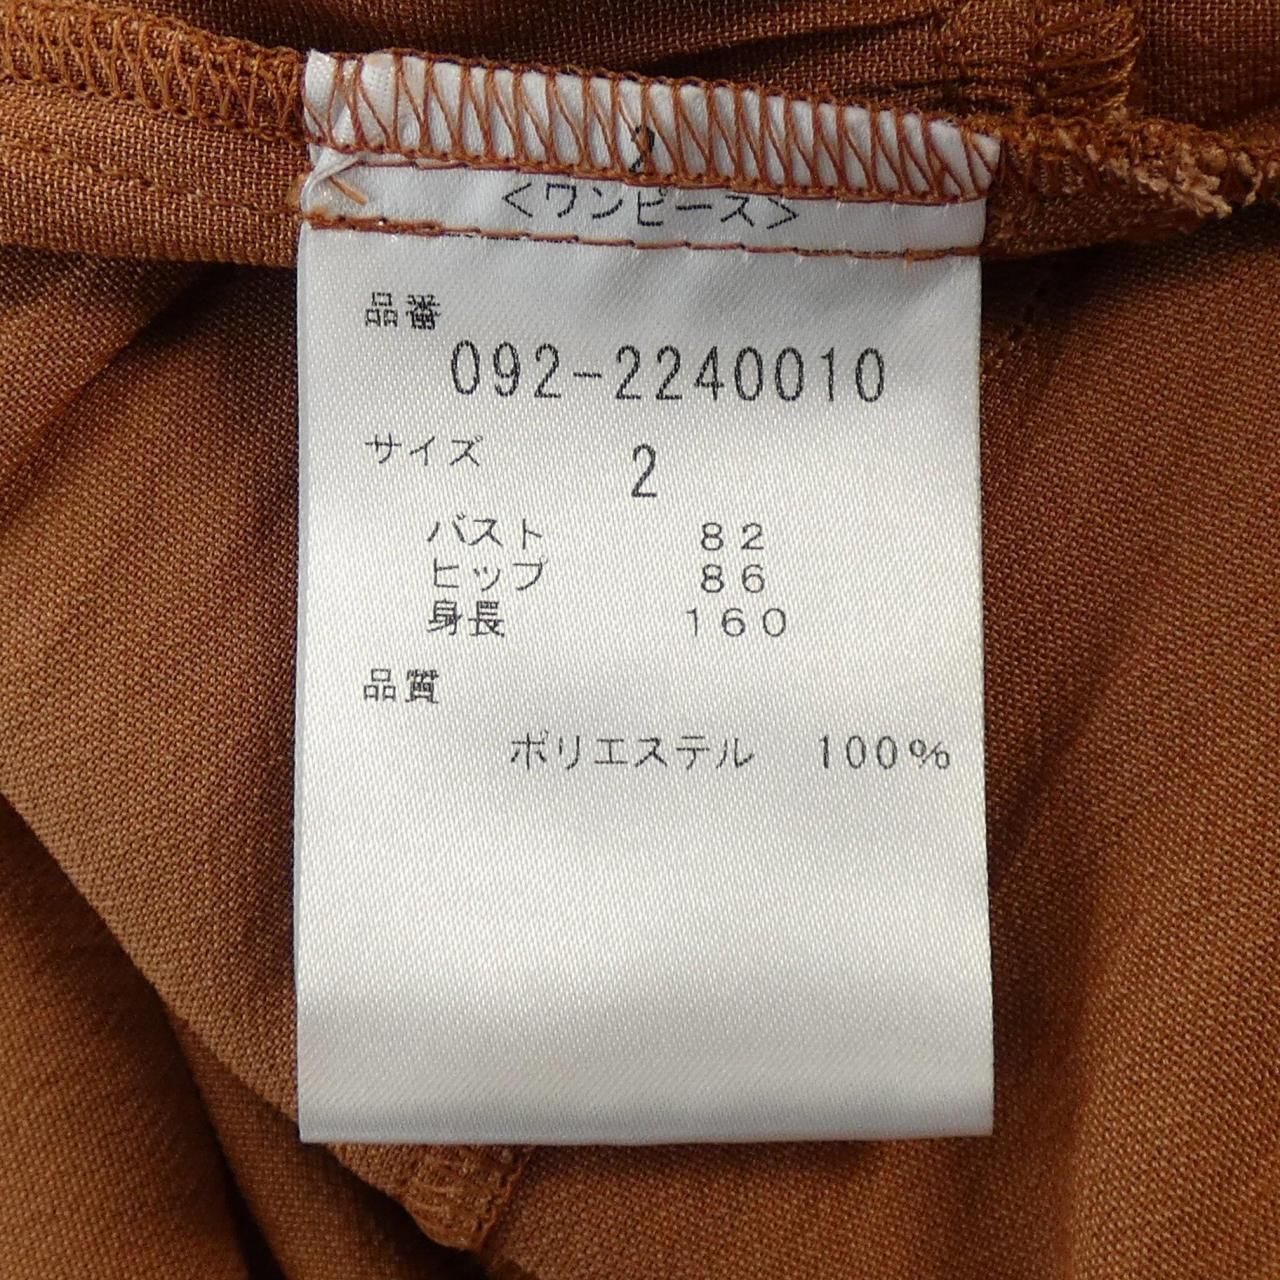 2
<ワンピース>
品番
092-2240010
サイズ 2
バスト 82
ヒップ 86
身長 160
品質
ポリエステル 100%